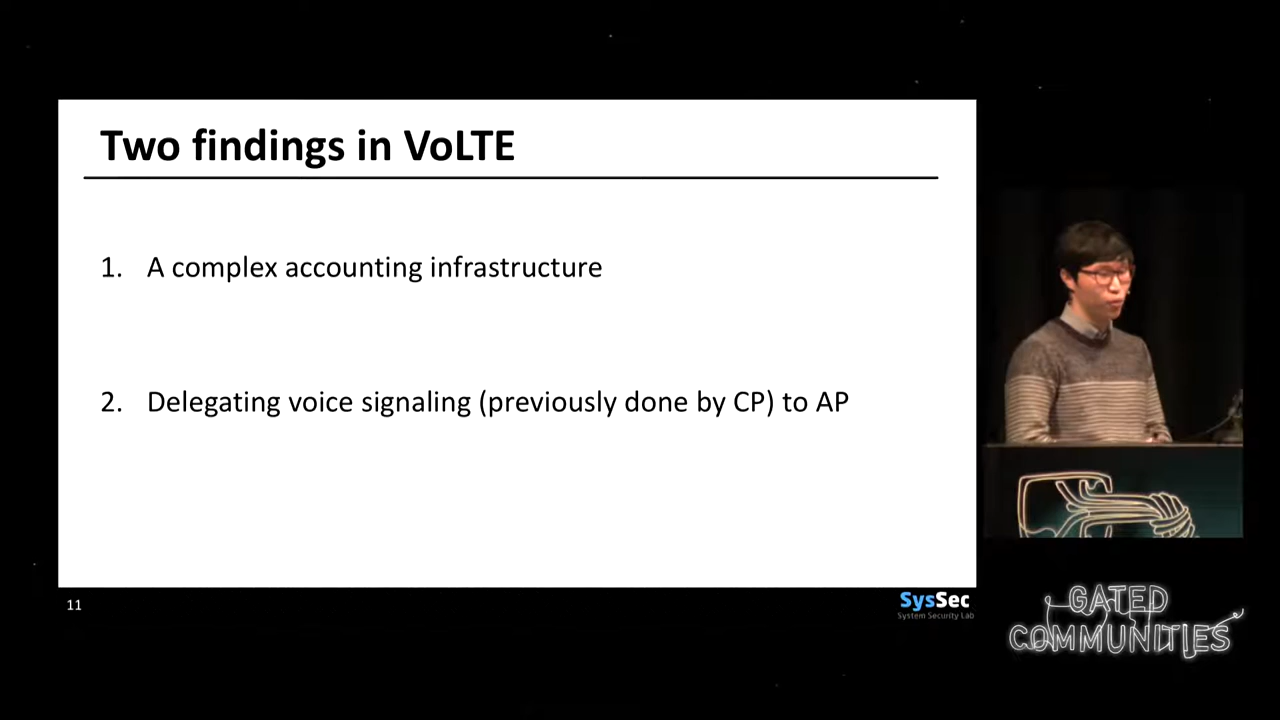 Two findings in VoLTE
1. A complex accounting infrastructure
2. Delegating voice signaling (previously done by CP) to AP
11
SysSec
System Security Lab
GATED
COMMUNITIES